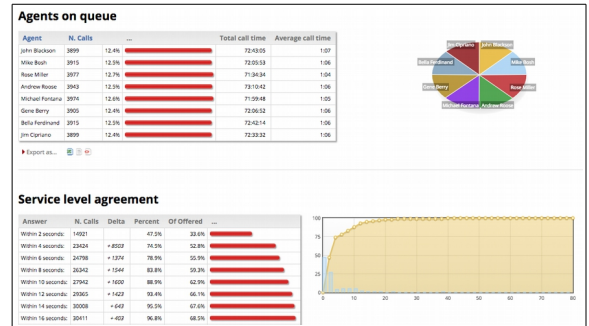 Agents on queue
Agent N. Calls ... Total call time Average call time
John Blackson 3899 12.4% 72:43:05 1:07
Mike Bosh 3915 12.5% 72:05:53 1:06
Rose Miller 3977 12.7% 71:34:34 1:04
Andrew Roose 3943 12.5% 73:10:42 1:06
Michael Fontana 3974 12.6% 71:59:48 1:05
Gene Berry 3905 12.4% 72:06:52 1:06
Bella Ferdinand 3915 12.5% 72:42:14 1:06
Jim Cipriano 3899 12.4% 72:33:32 1:06
Export as...
Jim Cipriano John Blackson
Bella Ferdinand Mike Bosh
Gene Berry Rose Miller
Michael Fontana Andrew Roose
Service level agreement
Answer N. Calls Delta Percent Of Offered ...
Within 2 seconds: 14921 47.5% 33.6%
Within 4 seconds: 23424 + 8503 74.5% 52.8%
Within 6 seconds: 24798 + 1374 78.9% 55.9%
Within 8 seconds: 26342 + 1544 83.8% 59.3%
Within 10 seconds: 27942 + 1600 88.9% 62.9%
Within 12 seconds: 29365 + 1423 93.4% 66.1%
Within 14 seconds: 30008 + 643 95.5% 67.6%
Within 16 seconds: 30411 + 403 96.8% 68.5%
100
75
50
25
0
0 10 20 30 40 50 60 70 80